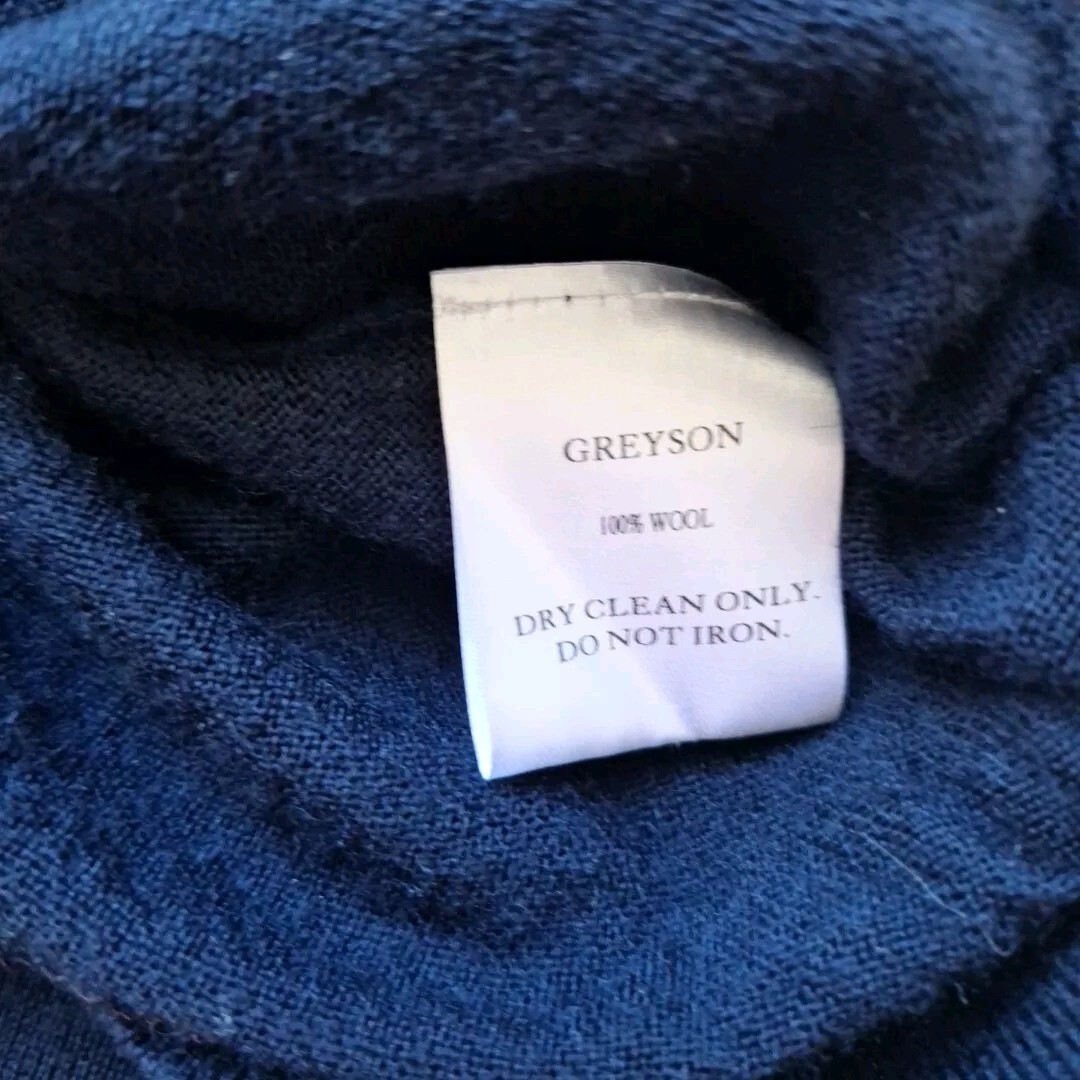 GREYSON
100% WOOL
DRY CLEAN ONLY.
DO NOT IRON.